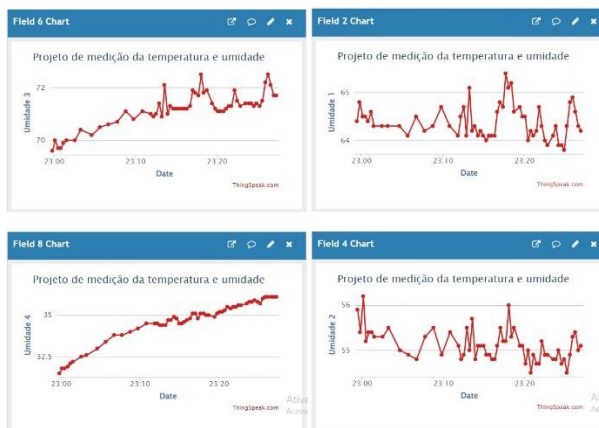 Field 6 Chart
Projeto de medição da temperatura e umidade
Umidade 3
72
70
23:00
23:10
23:20
Date
ThingSpeak.com
Field 2 Chart
Projeto de medição da temperatura e umidade
Umidade 1
65
64
23:00
23:10
23:20
Date
ThingSpeak.com
Field 8 Chart
Projeto de medição da temperatura e umidade
Umidade 4
35
32.5
23:00
23:10
23:20
Date
ThingSpeak.com
Ativa
Field 4 Chart
Projeto de medição da temperatura e umidade
Umidade 2
56
55
23:00
23:10
23:20
Date
ThingSpeak.com